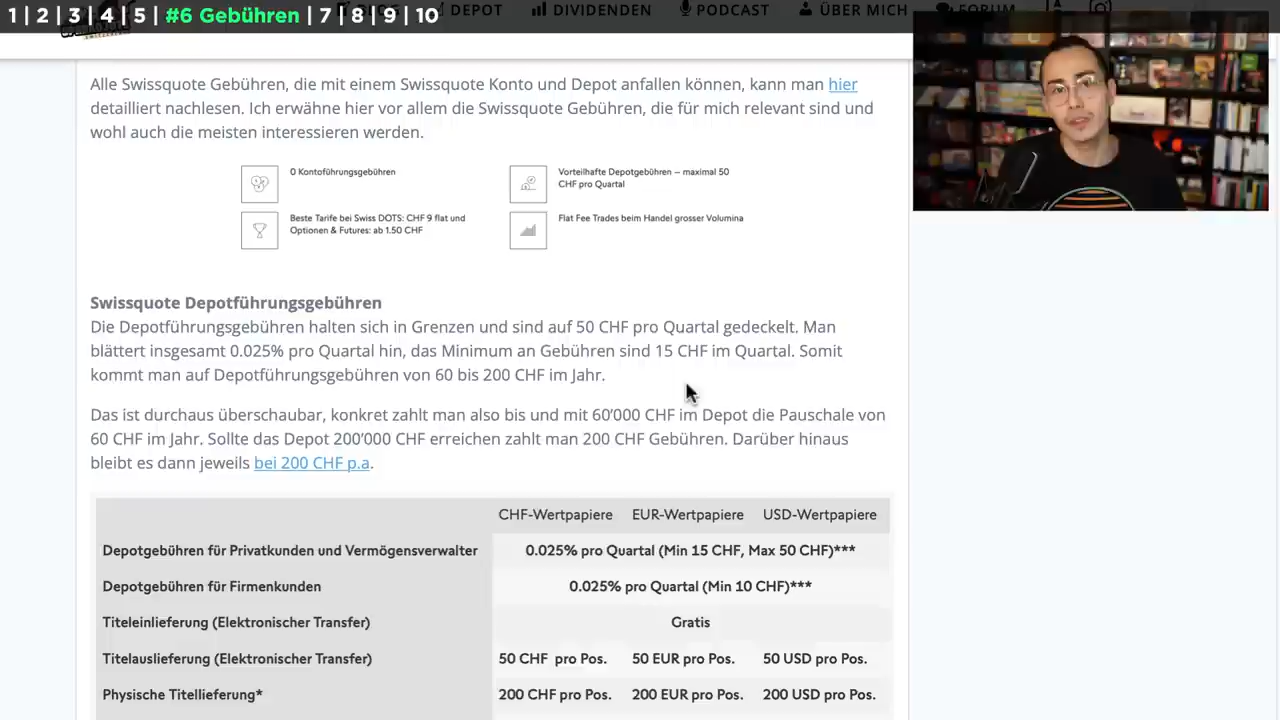 1 | 2 | 3 | 4 | 5 | #6 Gebühren | 7 | 8 | 9 | 10
DEPOT
DIVIDENDEN
PODCAST
ÜBER MICH
FORUM
Alle Swissquote Gebühren, die mit einem Swissquote Konto und Depot anfallen können, kann man hier
detailliert nachlesen. Ich erwähne hier vor allem die Swissquote Gebühren, die für mich relevant sind und
wohl auch die meisten interessieren werden.
0 Kontoführungsgebühren
Vorteilhafte Depotgebühren – maximal 50
CHF pro Quartal
Beste Tarife bei Swiss DOTS: CHF 9 flat und
Optionen & Futures: ab 1.50 CHF
Flat Fee Trades beim Handel grosser Volumina
Swissquote Depotführungsgebühren
Die Depotführungsgebühren halten sich in Grenzen und sind auf 50 CHF pro Quartal gedeckelt. Man
blättert insgesamt 0.025% pro Quartal hin, das Minimum an Gebühren sind 15 CHF im Quartal. Somit
kommt man auf Depotführungsgebühren von 60 bis 200 CHF im Jahr.
Das ist durchaus überschaubar, konkret zahlt man also bis und mit 60’000 CHF im Depot die Pauschale von
60 CHF im Jahr. Sollte das Depot 200’000 CHF erreichen zahlt man 200 CHF Gebühren. Darüber hinaus
bleibt es dann jeweils bei 200 CHF p.a.
CHF-Wertpapiere EUR-Wertpapiere USD-Wertpapiere
Depotgebühren für Privatkunden und Vermögensverwalter 0.025% pro Quartal (Min 15 CHF, Max 50 CHF)***
Depotgebühren für Firmenkunden 0.025% pro Quartal (Min 10 CHF)***
Titeleinlieferung (Elektronischer Transfer) Gratis
Titelauslieferung (Elektronischer Transfer) 50 CHF pro Pos. 50 EUR pro Pos. 50 USD pro Pos.
Physische Titellieferung* 200 CHF pro Pos. 200 EUR pro Pos. 200 USD pro Pos.